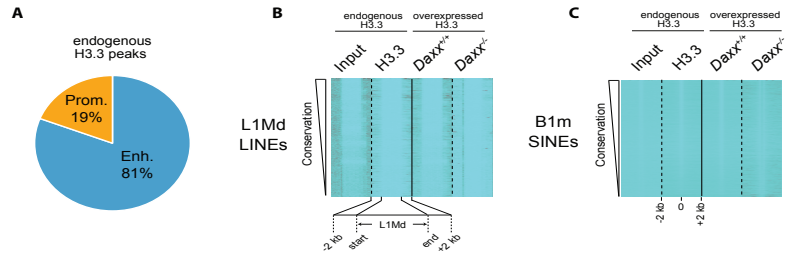 A
endogenous
H3.3 peaks
Prom.
19%
Enh.
81%
B
endogenous
H3.3
overexpressed
H3.3
Input
H3.3
Daxx+/+
Daxx-/-
L1Md
LINEs
Conservation
L1Md
-2 kb
start
end
+2 kb
C
endogenous
H3.3
overexpressed
H3.3
Input
H3.3
Daxx+/+
Daxx-/-
B1m
SINEs
Conservation
-2 kb
0
+2 kb